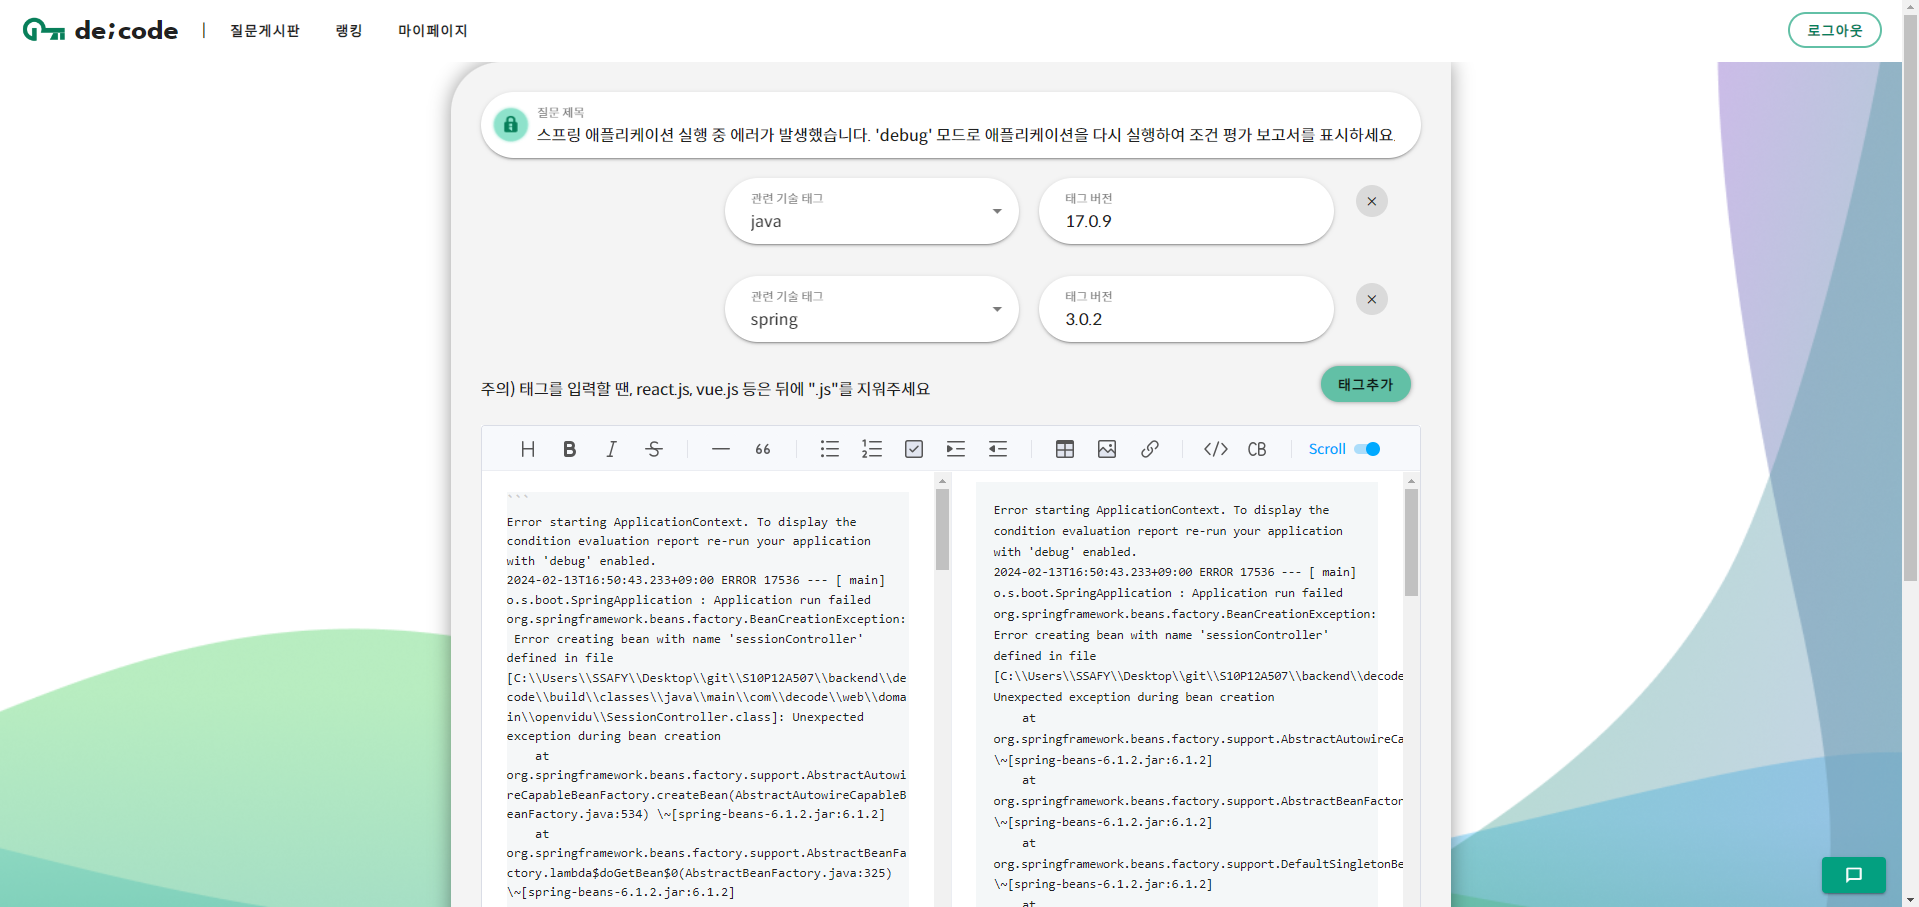 de;code | 질문게시판 랭킹 마이페이지 로그아웃
질문 제목
스프링 애플리케이션 실행 중 에러가 발생했습니다. 'debug' 모드로 애플리케이션을 다시 실행하여 조건 평가 보고서를 표시하세요.
관련 기술 태그 태그 버전
java 17.0.9
관련 기술 태그 태그 버전
spring 3.0.2
주의) 태그를 입력할 땐, react.js, vue.js 등은 뒤에 ".js"를 지워주세요
태그추가
CB Scroll
```
Error starting ApplicationContext. To display the
condition evaluation report re-run your application
with 'debug' enabled.
2024-02-13T16:50:43.233+09:00 ERROR 17536 --- [ main]
o.s.boot.SpringApplication : Application run failed
org.springframework.beans.factory.BeanCreationException:
Error creating bean with name 'sessionController'
defined in file
[C:\\Users\\SSAFY\\Desktop\\git\\S10P12A507\\backend\\de
code\\build\\classes\\java\\main\\com\\decode\\web\\doma
in\\openvidu\\SessionController.class]: Unexpected
exception during bean creation
at
org.springframework.beans.factory.support.AbstractAutowi
reCapableBeanFactory.createBean(AbstractAutowireCapableB
eanFactory.java:534) \~[spring-beans-6.1.2.jar:6.1.2]
at
org.springframework.beans.factory.support.AbstractBeanFa
ctory.lambda$doGetBean$0(AbstractBeanFactory.java:325)
\~[spring-beans-6.1.2.jar:6.1.2]
Error starting ApplicationContext. To display the
condition evaluation report re-run your application
with 'debug' enabled.
2024-02-13T16:50:43.233+09:00 ERROR 17536 --- [ main]
o.s.boot.SpringApplication : Application run failed
org.springframework.beans.factory.BeanCreationException:
Error creating bean with name 'sessionController'
defined in file
[C:\\Users\\SSAFY\\Desktop\\git\\S10P12A507\\backend\\decode
Unexpected exception during bean creation
at
org.springframework.beans.factory.support.AbstractAutowireCa
\~[spring-beans-6.1.2.jar:6.1.2]
at
org.springframework.beans.factory.support.AbstractBeanFactor
\~[spring-beans-6.1.2.jar:6.1.2]
at
org.springframework.beans.factory.support.DefaultSingletonBe
\~[spring-beans-6.1.2.jar:6.1.2]
at